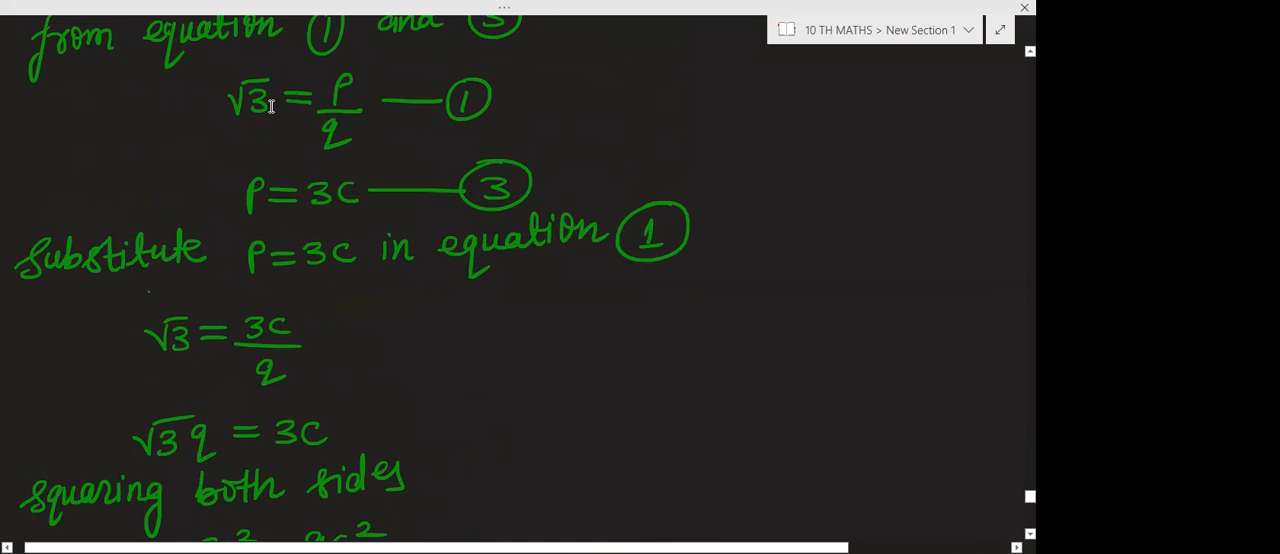 10 TH MATHS > New Section 1
from equation ① and ③
√3 = p/q —— ①
p = 3c —— ③
Substitute p = 3c in equation ①
√3 = 3c/q
√3q = 3c
squaring both sides